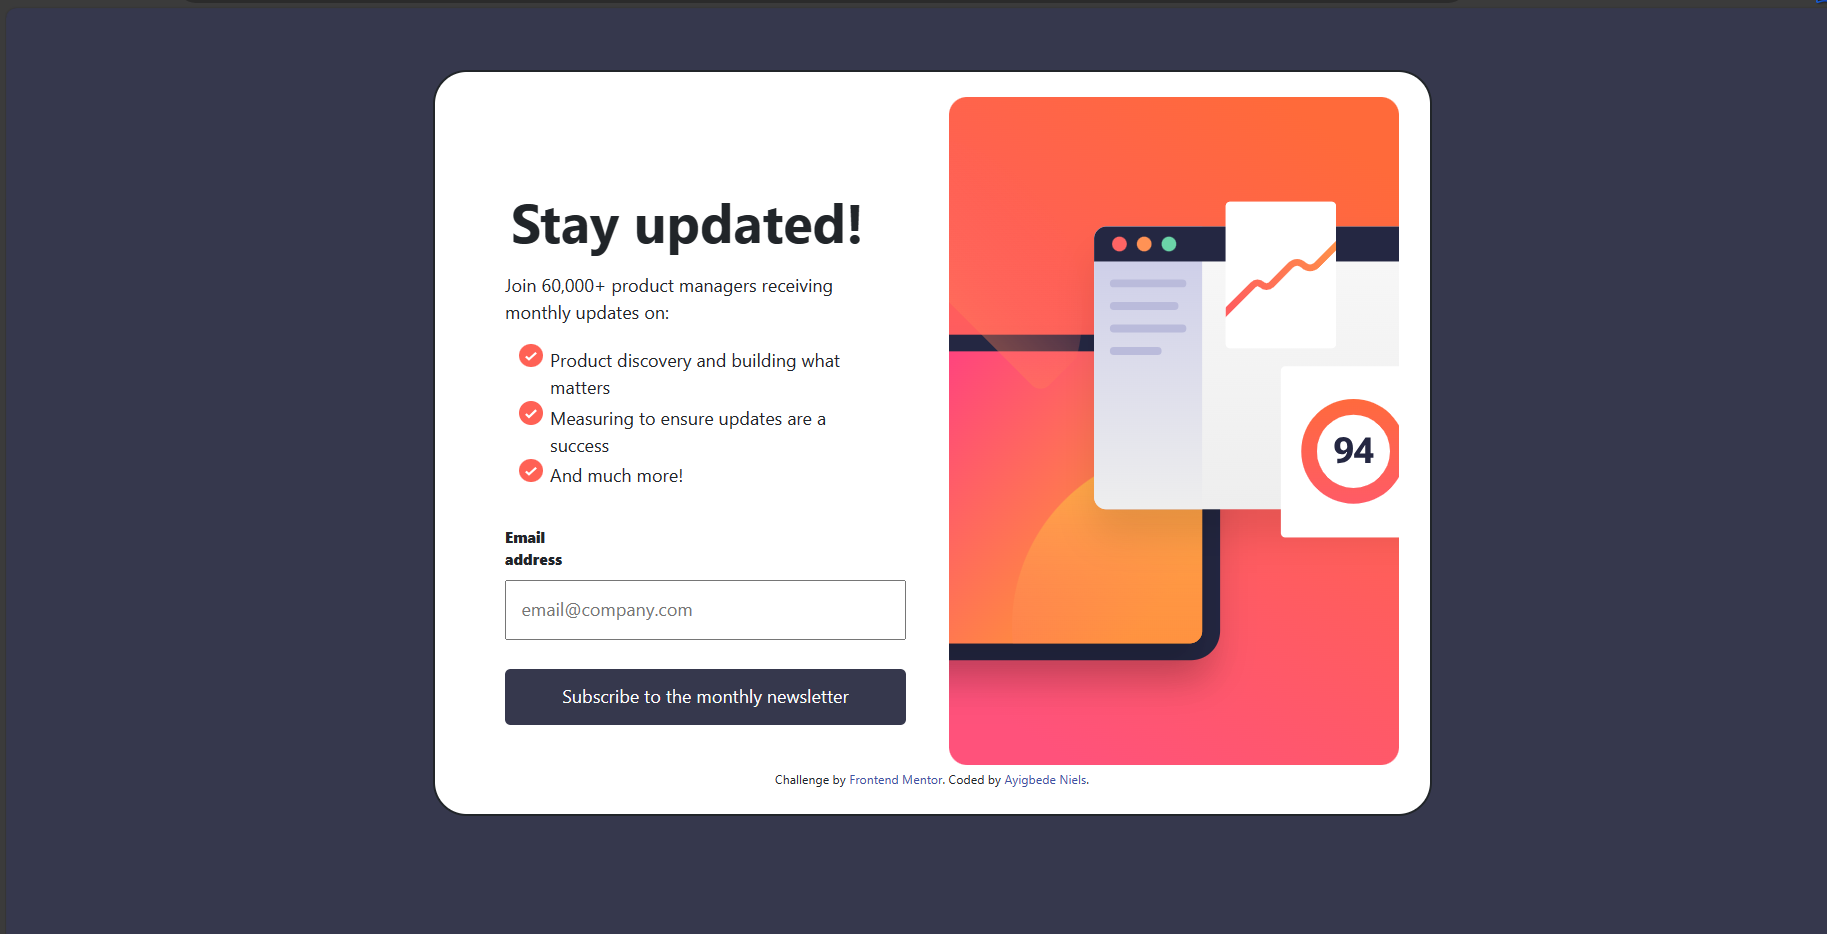 Stay updated!
Join 60,000+ product managers receiving
monthly updates on:
Product discovery and building what
matters
Measuring to ensure updates are a
success
And much more!
Email
address
email@company.com
Subscribe to the monthly newsletter
94
Challenge by Frontend Mentor. Coded by Ayigbede Niels.